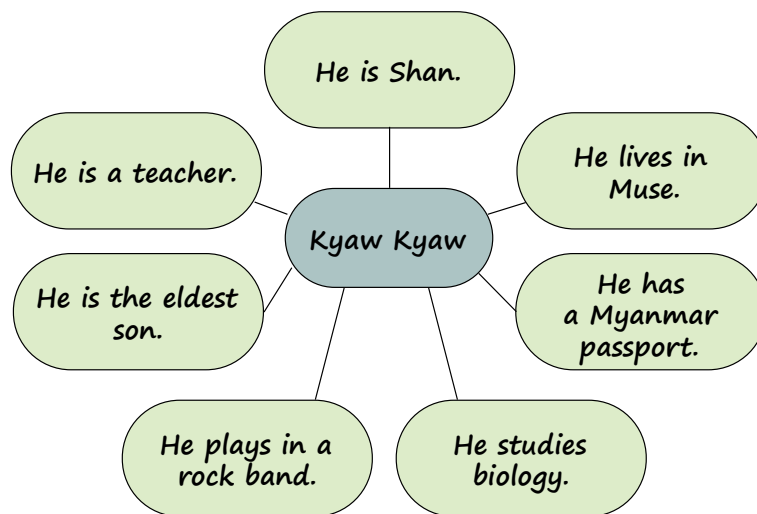 He is Shan.
He is a teacher.
He lives in
Muse.
Kyaw Kyaw
He is the eldest
son.
He has
a Myanmar
passport.
He plays in a
rock band.
He studies
biology.